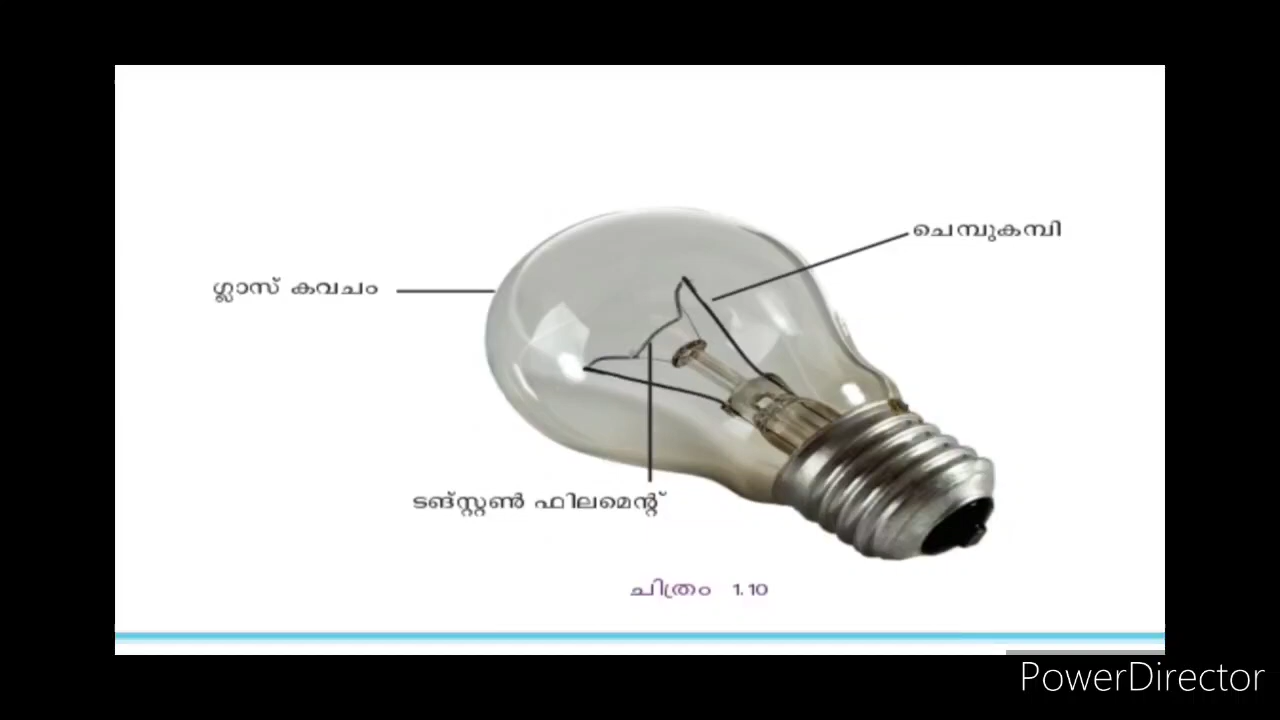 ചെമ്പുകമ്പി
ഗ്ലാസ് കവചം
ടങ്സ്റ്റൺ ഫിലമെന്റ്
ചിത്രം 1.10
PowerDirector